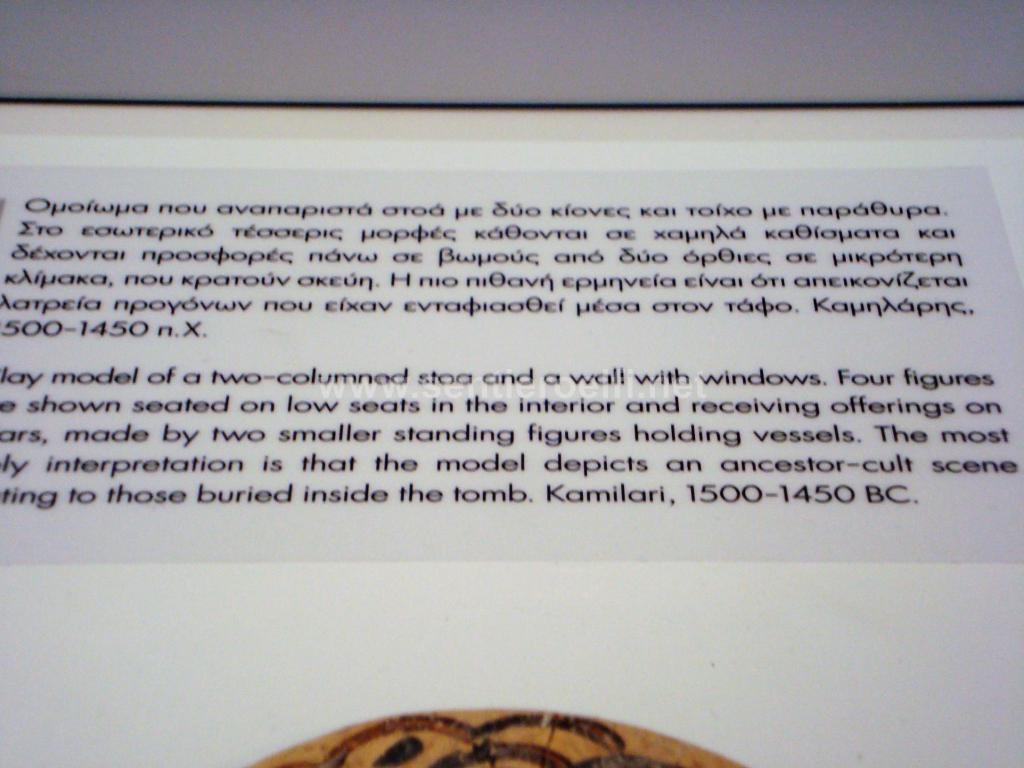 Ομοίωμα που αναπαριστά στοά με δύο κίονες και τοίχο με παράθυρα.
Στο εσωτερικό τέσσερις μορφές κάθονται σε χαμηλά καθίσματα και
δέχονται προσφορές πάνω σε βωμούς από δύο όρθιες σε μικρότερη
κλίμακα, που κρατούν σκεύη. Η πιο πιθανή ερμηνεία είναι ότι απεικονίζεται
λατρεία προγόνων που είχαν ενταφιασθεί μέσα στον τάφο. Καμηλάρης,
500-1450 π.Χ.
lay model of a two-columned stoa and a wall with windows. Four figures
e shown seated on low seats in the interior and receiving offerings on
ars, made by two smaller standing figures holding vessels. The most
ly interpretation is that the model depicts an ancestor-cult scene
ting to those buried inside the tomb. Kamilari, 1500-1450 BC.